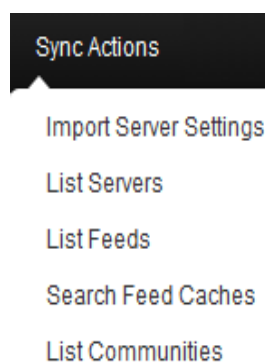 Sync Actions
Import Server Settings
List Servers
List Feeds
Search Feed Caches
List Communities